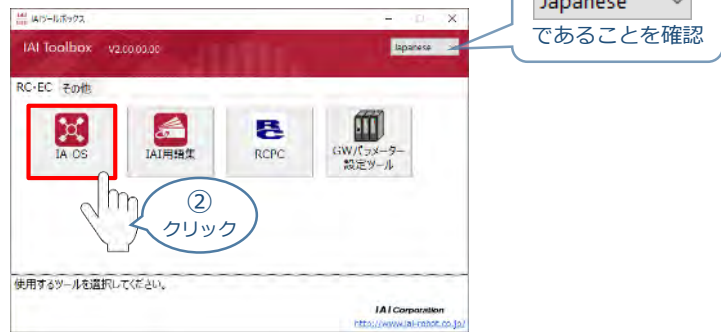 IAIツールボックス
Japanese
であることを確認
IAI Toolbox V2.00.00.00
Japanese
RC・EC その他
IA-OS
IAI用語集
RCPC
GWパラメーター
設定ツール
②
クリック
使用するツールを選択してください。
IAI Corporation
http://www.iai-robot.co.jp/